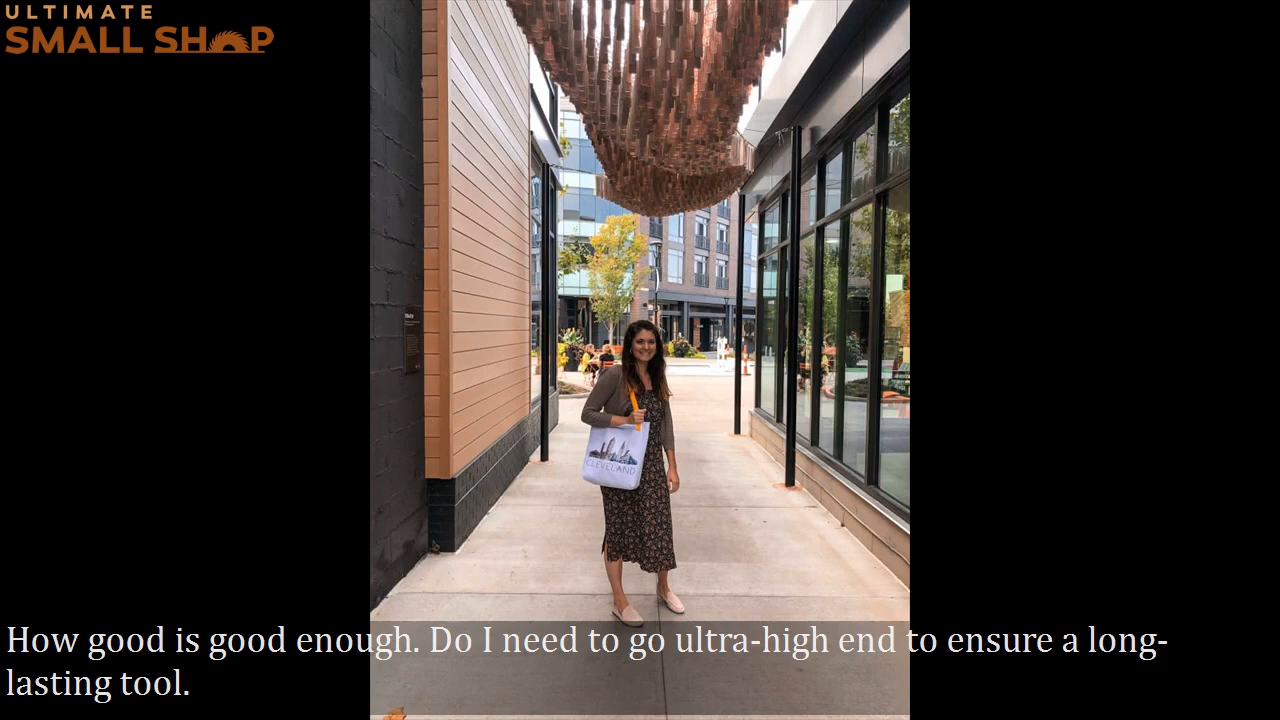 ULTIMATE
SMALL SHOP
CLEVELAND
How good is good enough. Do I need to go ultra-high end to ensure a long-
lasting tool.